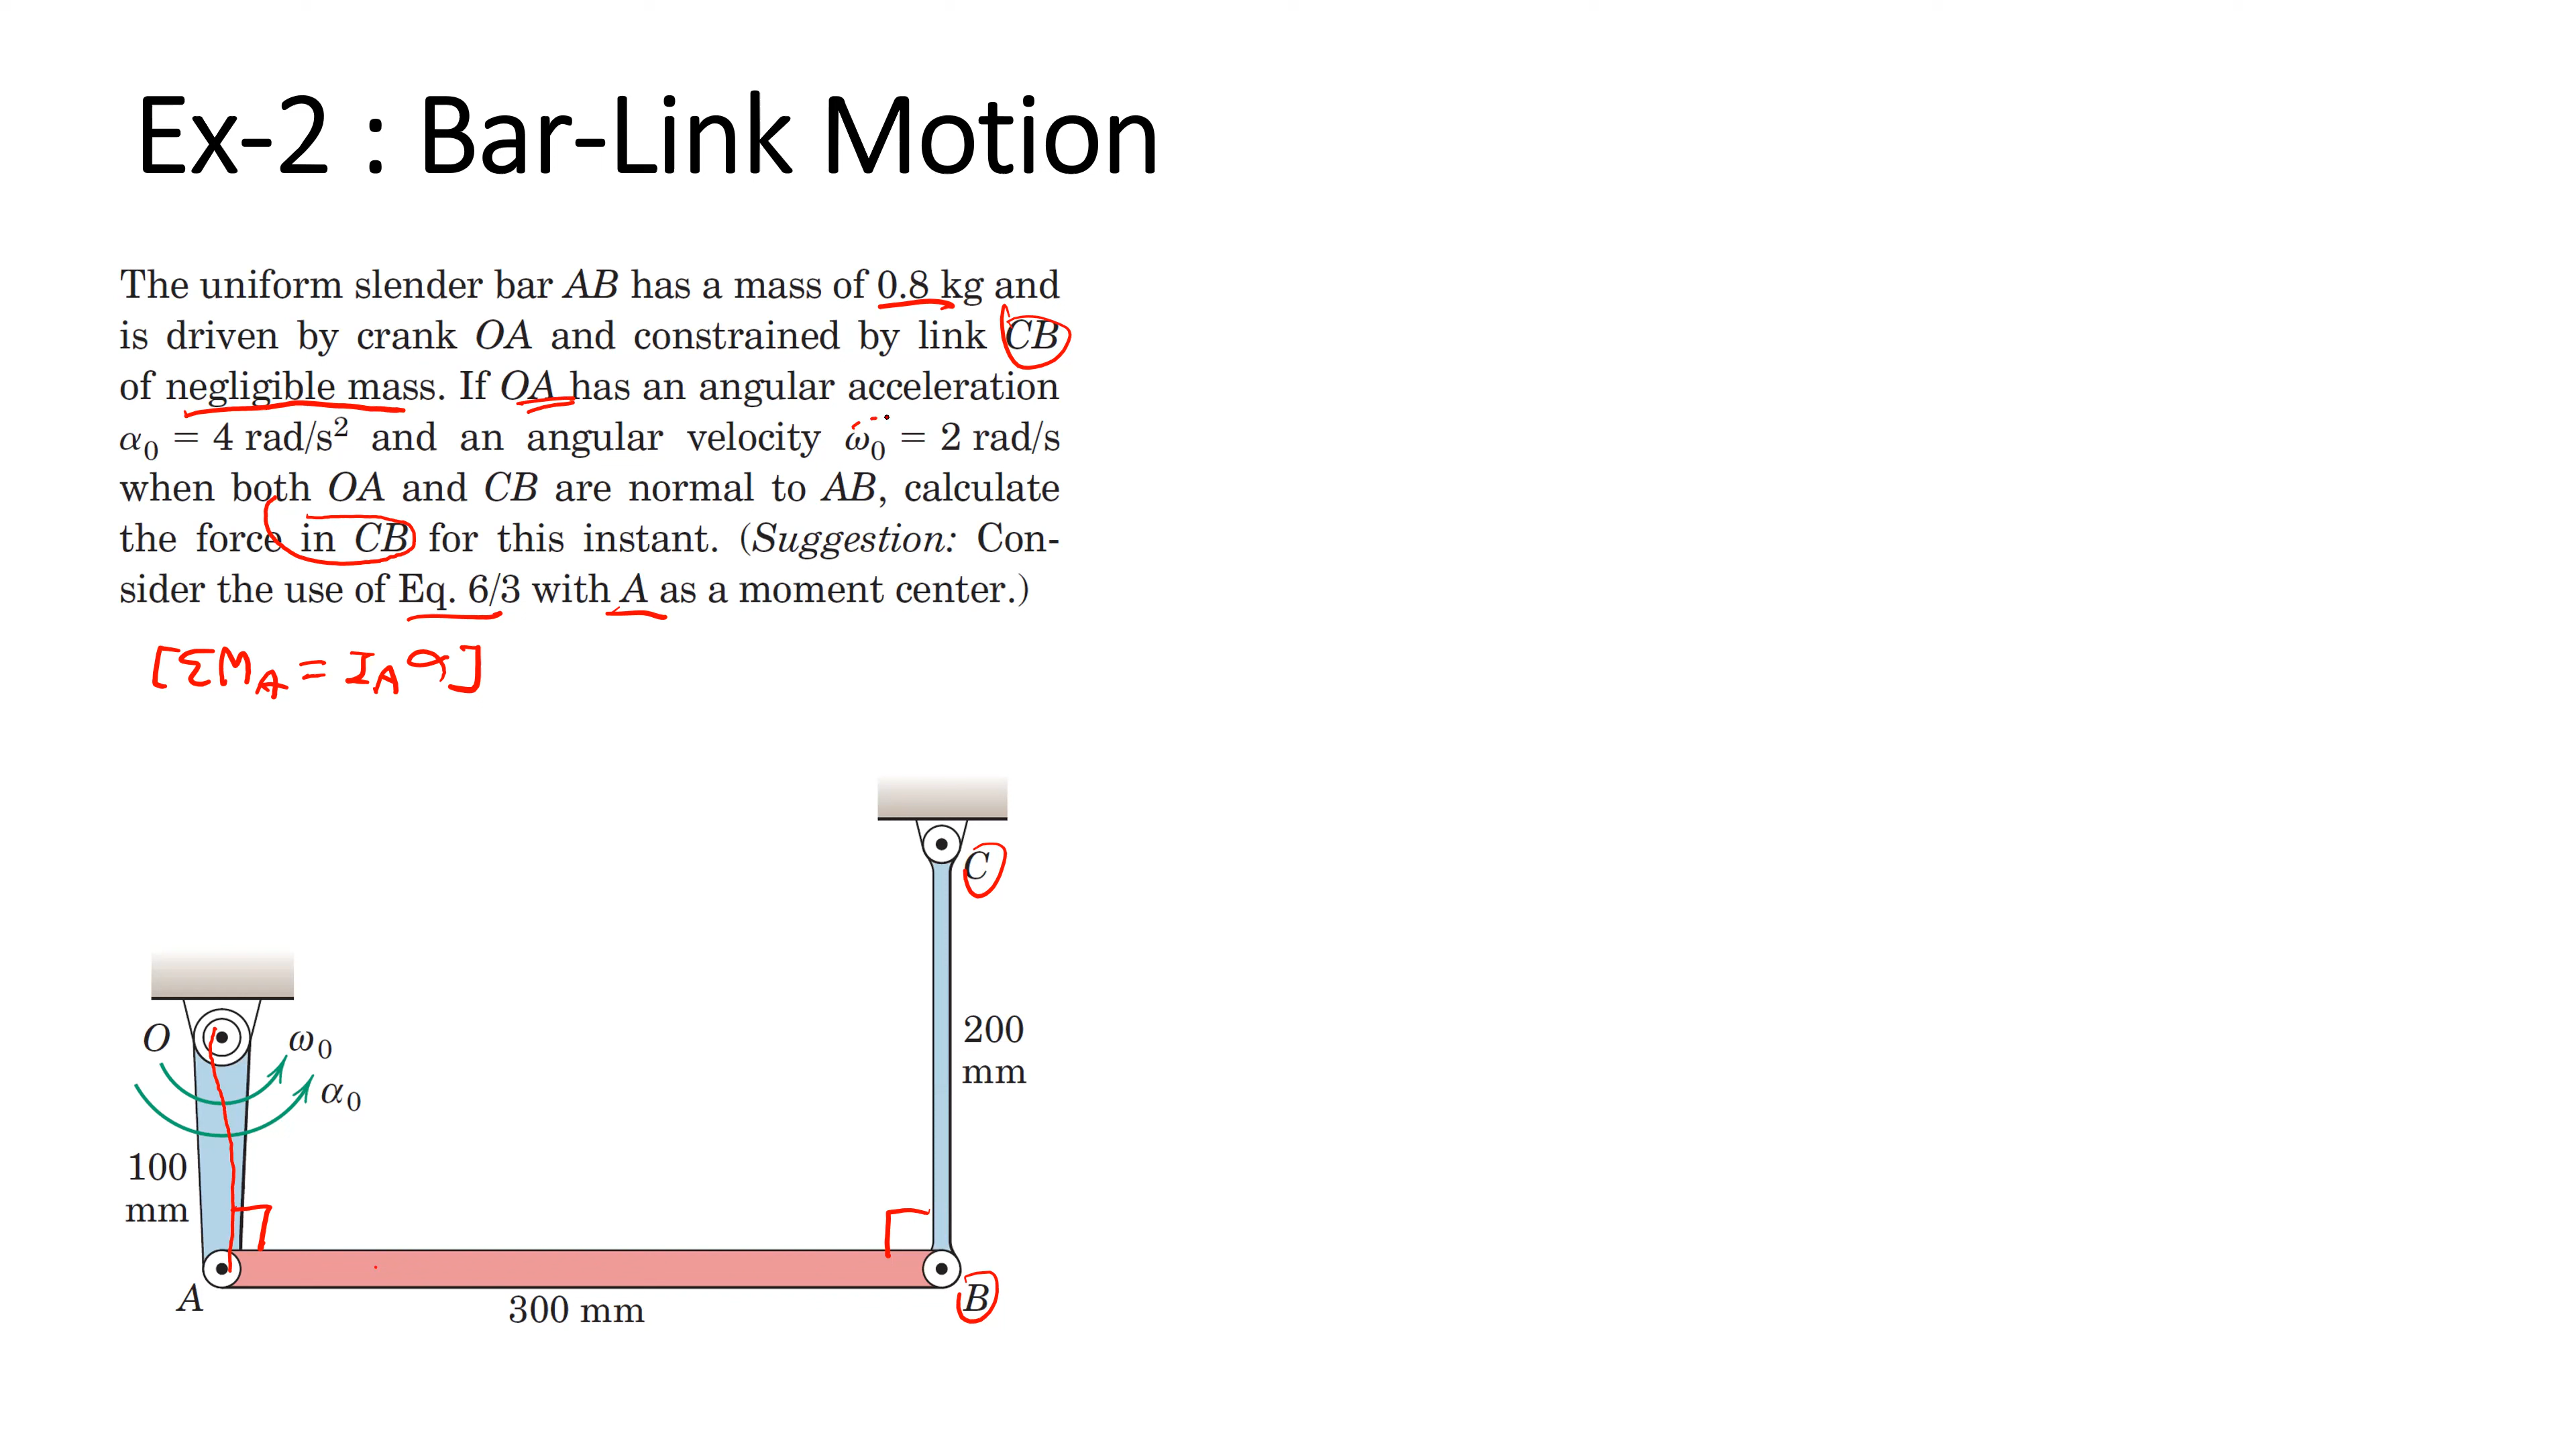 Ex-2 : Bar-Link Motion
The uniform slender bar AB has a mass of 0.8 kg and
is driven by crank OA and constrained by link CB
of negligible mass. If OA has an angular acceleration
α₀ = 4 rad/s² and an angular velocity ω₀ = 2 rad/s
when both OA and CB are normal to AB, calculate
the force in CB for this instant. (Suggestion: Con-
sider the use of Eq. 6/3 with A as a moment center.)
[ΣM_A = I_A α]
C
O
ω₀
α₀
200
mm
100
mm
A
300 mm
B